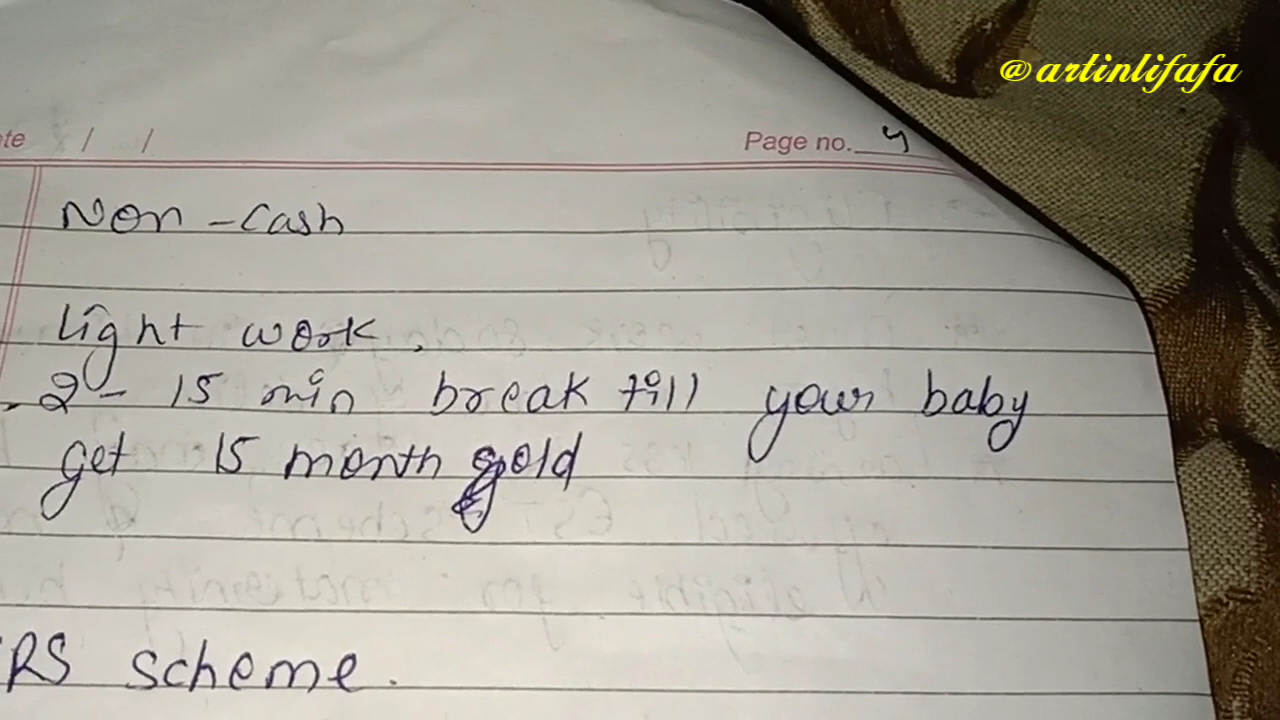 @artinlifafa
te / /
Page no. 4
Non - Cash
Light work.
2 - 15 min break till your baby
get 15 month gold
RS scheme.